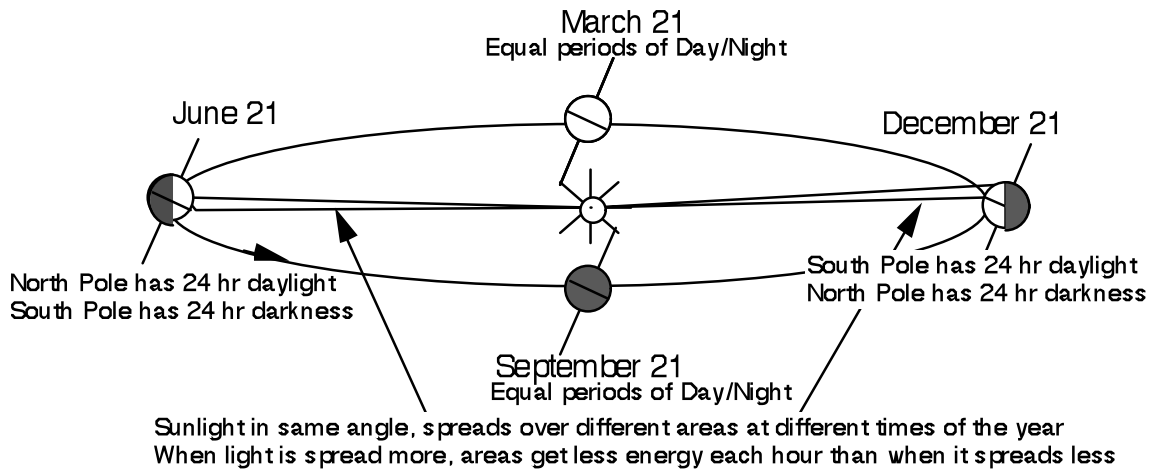 March 21
Equal periods of Day/Night
June 21
December 21
North Pole has 24 hr daylight
South Pole has 24 hr darkness
South Pole has 24 hr daylight
North Pole has 24 hr darkness
September 21
Equal periods of Day/Night
Sunlight in same angle, spreads over different areas at different times of the year
When light is spread more, areas get less energy each hour than when it spreads less